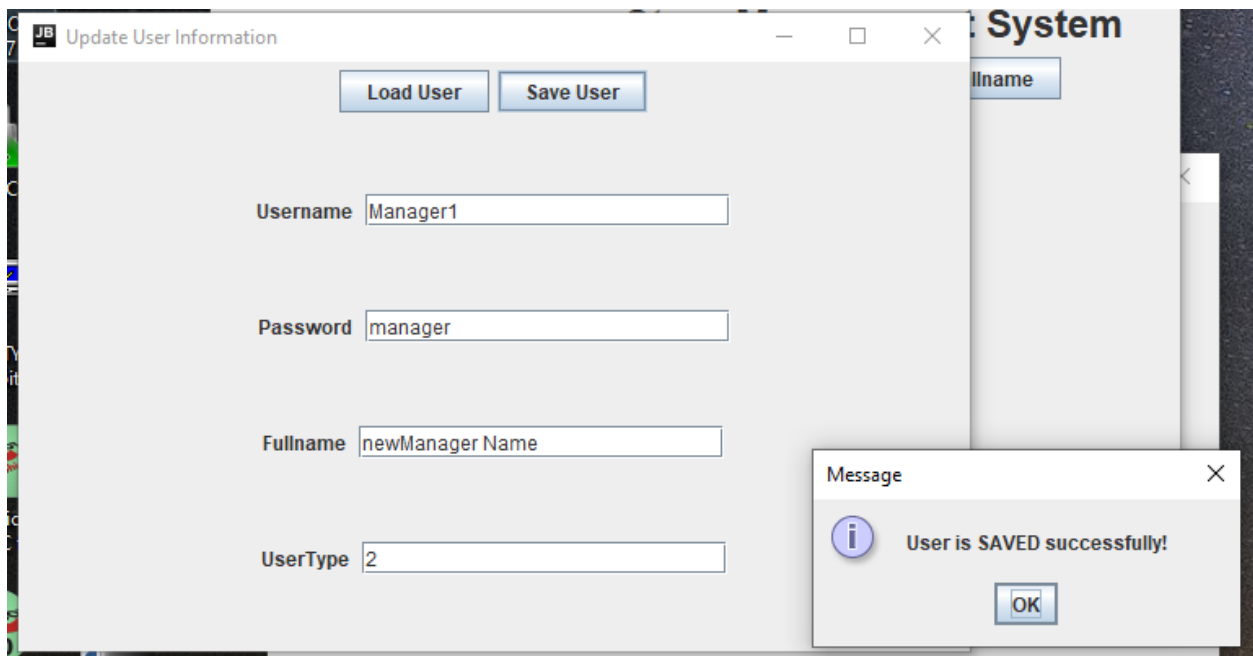 JB
Update User Information
System
Load User
Save User
llname
Username
Manager1
Password
manager
Fullname
newManager Name
UserType
2
Message
User is SAVED successfully!
OK